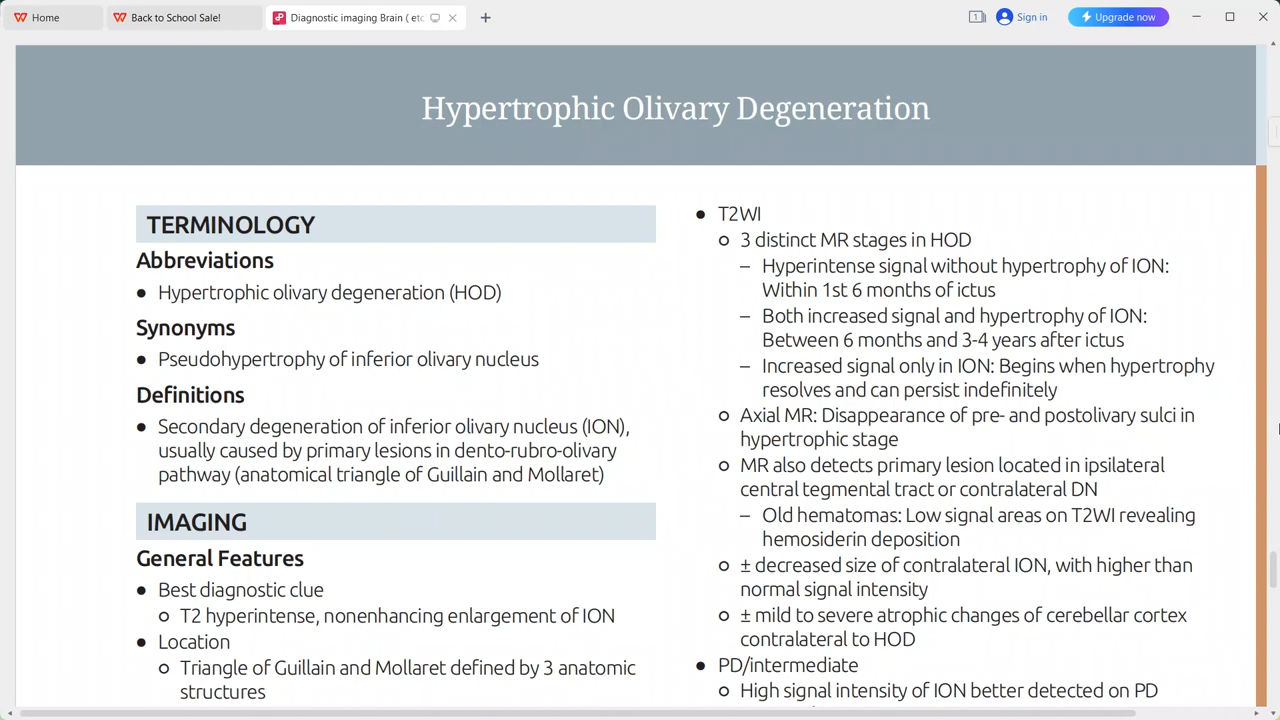 Home
Back to School Sale!
Diagnostic imaging Brain ( etc
1
Sign in
Upgrade now
Hypertrophic Olivary Degeneration
TERMINOLOGY
Abbreviations
● Hypertrophic olivary degeneration (HOD)
Synonyms
● Pseudohypertrophy of inferior olivary nucleus
Definitions
● Secondary degeneration of inferior olivary nucleus (ION),
usually caused by primary lesions in dento-rubro-olivary
pathway (anatomical triangle of Guillain and Mollaret)
IMAGING
General Features
● Best diagnostic clue
○ T2 hyperintense, nonenhancing enlargement of ION
● Location
○ Triangle of Guillain and Mollaret defined by 3 anatomic
structures
● T2WI
○ 3 distinct MR stages in HOD
– Hyperintense signal without hypertrophy of ION:
Within 1st 6 months of ictus
– Both increased signal and hypertrophy of ION:
Between 6 months and 3-4 years after ictus
– Increased signal only in ION: Begins when hypertrophy
resolves and can persist indefinitely
○ Axial MR: Disappearance of pre- and postolivary sulci in
hypertrophic stage
○ MR also detects primary lesion located in ipsilateral
central tegmental tract or contralateral DN
– Old hematomas: Low signal areas on T2WI revealing
hemosiderin deposition
○ ± decreased size of contralateral ION, with higher than
normal signal intensity
○ ± mild to severe atrophic changes of cerebellar cortex
contralateral to HOD
● PD/intermediate
○ High signal intensity of ION better detected on PD